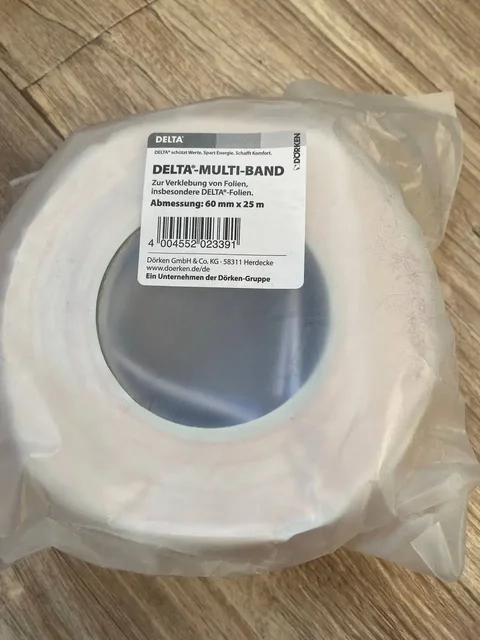 DELTA®
DELTA® schützt Werte. Spart Energie. Schafft Komfort.
DÖRKEN
DELTA®-MULTI-BAND
Zur Verklebung von Folien,
insbesondere DELTA®-Folien.
Abmessung: 60 mm x 25 m
4 004552 023391
Dörken GmbH & Co. KG · 58311 Herdecke
www.doerken.de/de
Ein Unternehmen der Dörken-Gruppe